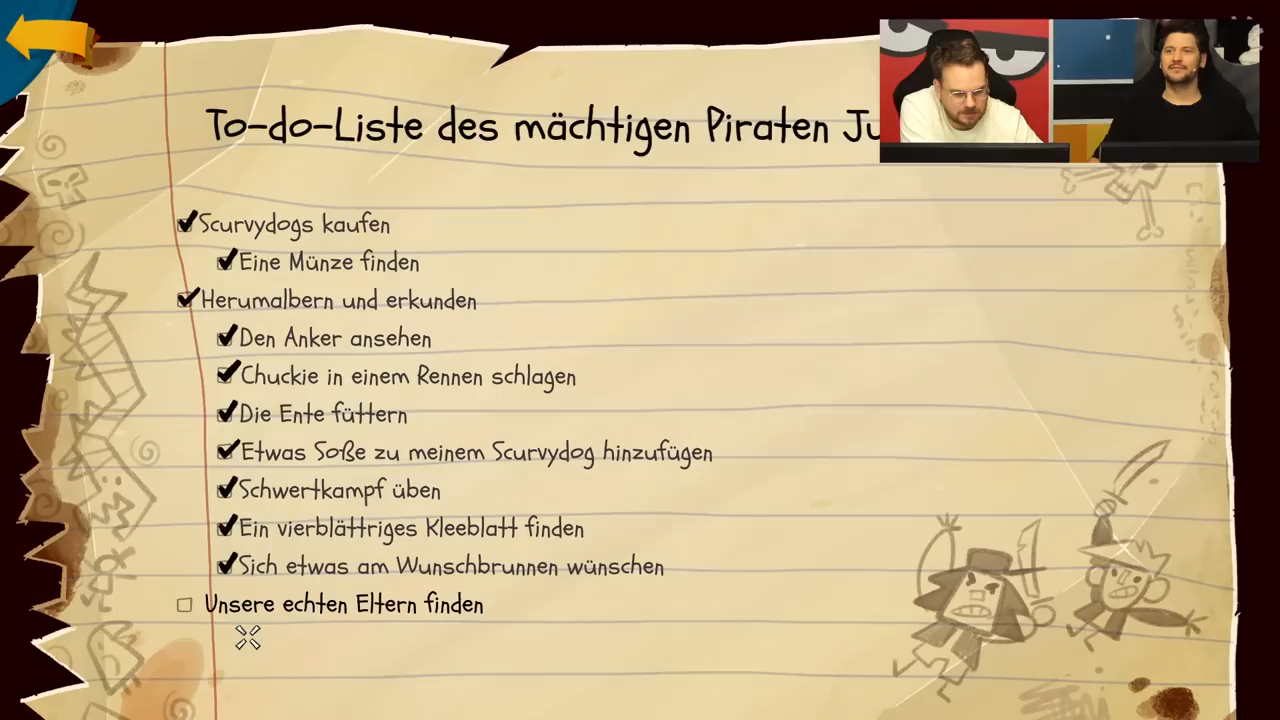 To-do-Liste des mächtigen Piraten
Scurvydogs kaufen
Eine Münze finden
Herumalbern und erkunden
Den Anker ansehen
Chuckie in einem Rennen schlagen
Die Ente füttern
Etwas Soße zu meinem Scurvydog hinzufügen
Schwertkampf üben
Ein vierblättriges Kleeblatt finden
Sich etwas am Wunschbrunnen wünschen
Unsere echten Eltern finden